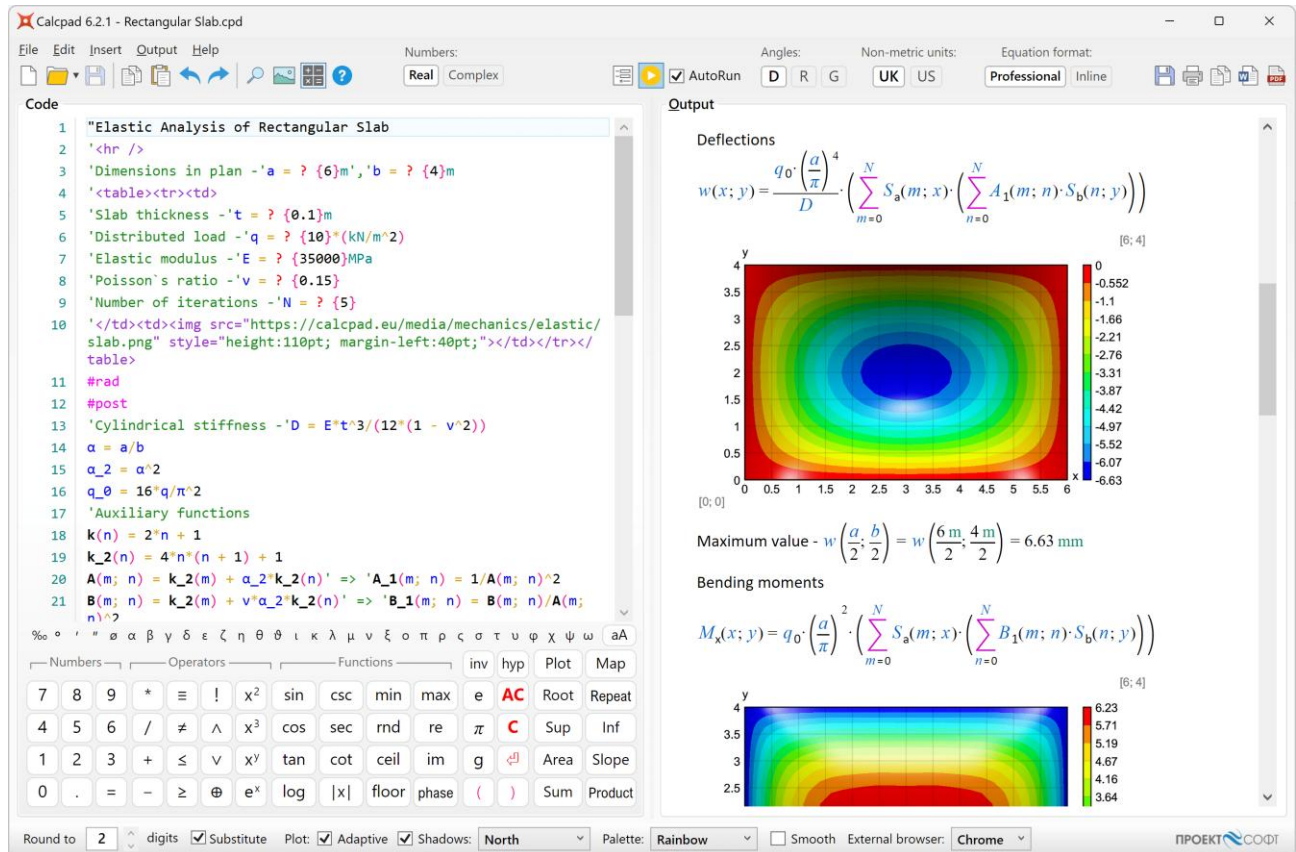 Calcpad 6.2.1 - Rectangular Slab.cpd
File Edit Insert Output Help
Numbers:
Real Complex
AutoRun
Angles:
D R G
Non-metric units:
UK US
Equation format:
Professional Inline
Code
1 "Elastic Analysis of Rectangular Slab
2 '<hr />
3 'Dimensions in plan -'a = ? {6}m','b = ? {4}m
4 '<table><tr><td>
5 'Slab thickness -'t = ? {0.1}m
6 'Distributed load -'q = ? {10}*(kN/m^2)
7 'Elastic modulus -'E = ? {35000}MPa
8 'Poisson`s ratio -'ν = ? {0.15}
9 'Number of iterations -'N = ? {5}
10 '</td><td><img src="https://calcpad.eu/media/mechanics/elastic/
slab.png" style="height:110pt; margin-left:40pt;"></td></tr></
table>
11 #rad
12 #post
13 'Cylindrical stiffness -'D = E*t^3/(12*(1 - ν^2))
14 α = a/b
15 α_2 = α^2
16 q_0 = 16*q/π^2
17 'Auxiliary functions
18 k(n) = 2*n + 1
19 k_2(n) = 4*n*(n + 1) + 1
20 A(m; n) = k_2(m) + α_2*k_2(n)' => 'A_1(m; n) = 1/A(m; n)^2
21 B(m; n) = k_2(m) + ν*α_2*k_2(n)' => 'B_1(m; n) = B(m; n)/A(m;
n)^2
‰ ° ′ ″ ø α β γ δ ε ζ η θ ϑ ι κ λ μ ν ξ ο π ρ ς σ τ υ φ χ ψ ω aA
Numbers Operators Functions inv hyp Plot Map
7 8 9 * ≡ ! x² sin csc min max e AC Root Repeat
4 5 6 / ≠ ∧ x³ cos sec rnd re π C Sup Inf
1 2 3 + ≤ ∨ xʸ tan cot ceil im g ⏎ Area Slope
0 . = − ≥ ⊕ eˣ log |x| floor phase ( ) Sum Product
Output
Deflections
w(x; y) = q₀·(a/π)⁴/D·(∑ᴺₘ₌₀ Sₐ(m; x)·(∑ᴺₙ₌₀ A₁(m; n)·S_b(n; y)))
[6; 4]
y
4
3.5
3
2.5
2
1.5
1
0.5
0
0 0.5 1 1.5 2 2.5 3 3.5 4 4.5 5 5.5 6
x
[0; 0]
0
-0.552
-1.1
-1.66
-2.21
-2.76
-3.31
-3.87
-4.42
-4.97
-5.52
-6.07
-6.63
Maximum value - w(a/2; b/2) = w(6 m/2; 4 m/2) = 6.63 mm
Bending moments
Mₓ(x; y) = q₀·(a/π)²·(∑ᴺₘ₌₀ Sₐ(m; x)·(∑ᴺₙ₌₀ B₁(m; n)·S_b(n; y)))
[6; 4]
y
4
3.5
3
2.5
6.23
5.71
5.19
4.67
4.16
3.64
Round to 2 digits Substitute Plot: Adaptive Shadows: North Palette: Rainbow Smooth External browser: Chrome
ПРОЕКТСОФТ